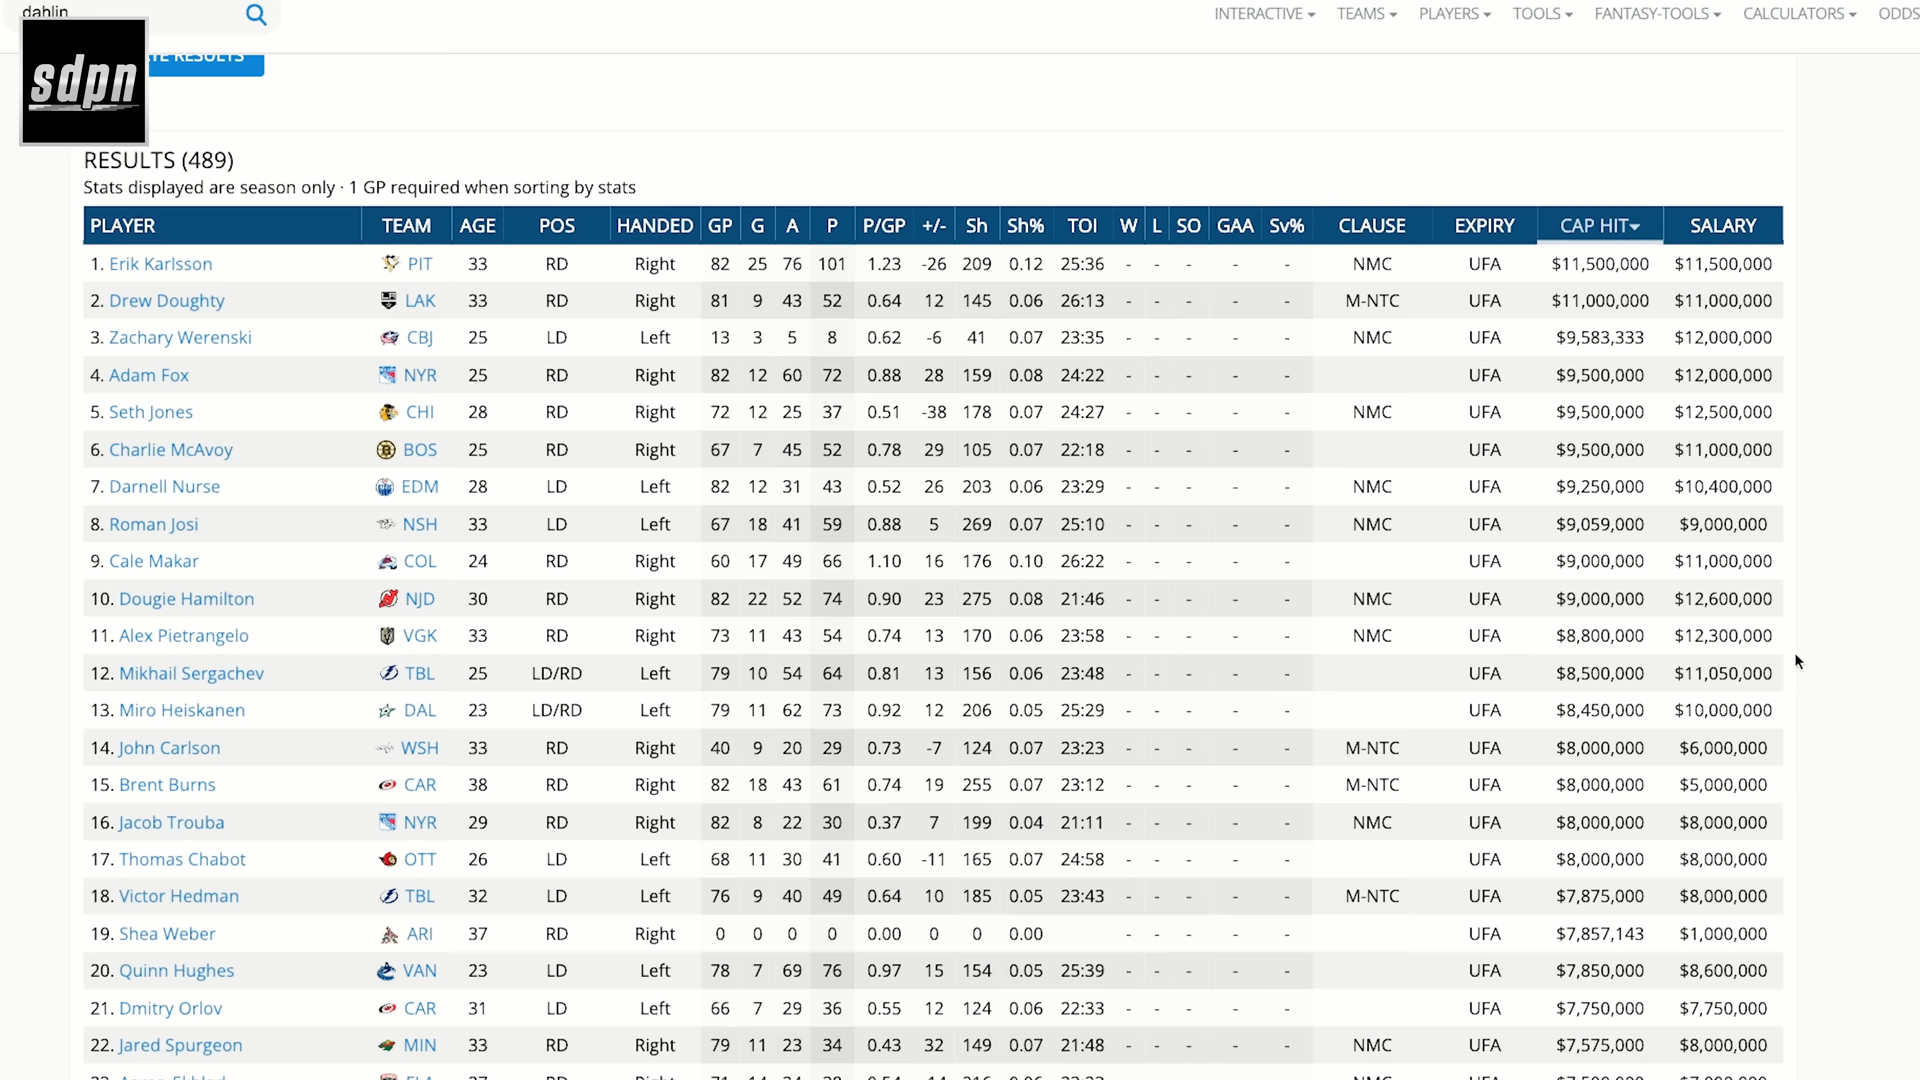 dahlin
INTERACTIVE TEAMS PLAYERS TOOLS FANTASY-TOOLS CALCULATORS ODDS
RESULTS
sdpn
RESULTS (489)
Stats displayed are season only · 1 GP required when sorting by stats
PLAYER TEAM AGE POS HANDED GP G A P P/GP +/- Sh Sh% TOI W L SO GAA Sv% CLAUSE EXPIRY CAP HIT SALARY
1. Erik Karlsson PIT 33 RD Right 82 25 76 101 1.23 -26 209 0.12 25:36 - - - - - NMC UFA $11,500,000 $11,500,000
2. Drew Doughty LAK 33 RD Right 81 9 43 52 0.64 12 145 0.06 26:13 - - - - - M-NTC UFA $11,000,000 $11,000,000
3. Zachary Werenski CBJ 25 LD Left 13 3 5 8 0.62 -6 41 0.07 23:35 - - - - - NMC UFA $9,583,333 $12,000,000
4. Adam Fox NYR 25 RD Right 82 12 60 72 0.88 28 159 0.08 24:22 - - - - - UFA $9,500,000 $12,000,000
5. Seth Jones CHI 28 RD Right 72 12 25 37 0.51 -38 178 0.07 24:27 - - - - - NMC UFA $9,500,000 $12,500,000
6. Charlie McAvoy BOS 25 RD Right 67 7 45 52 0.78 29 105 0.07 22:18 - - - - - UFA $9,500,000 $11,000,000
7. Darnell Nurse EDM 28 LD Left 82 12 31 43 0.52 26 203 0.06 23:29 - - - - - NMC UFA $9,250,000 $10,400,000
8. Roman Josi NSH 33 LD Left 67 18 41 59 0.88 5 269 0.07 25:10 - - - - - NMC UFA $9,059,000 $9,000,000
9. Cale Makar COL 24 RD Right 60 17 49 66 1.10 16 176 0.10 26:22 - - - - - UFA $9,000,000 $11,000,000
10. Dougie Hamilton NJD 30 RD Right 82 22 52 74 0.90 23 275 0.08 21:46 - - - - - NMC UFA $9,000,000 $12,600,000
11. Alex Pietrangelo VGK 33 RD Right 73 11 43 54 0.74 13 170 0.06 23:58 - - - - - NMC UFA $8,800,000 $12,300,000
12. Mikhail Sergachev TBL 25 LD/RD Left 79 10 54 64 0.81 13 156 0.06 23:48 - - - - - UFA $8,500,000 $11,050,000
13. Miro Heiskanen DAL 23 LD/RD Left 79 11 62 73 0.92 12 206 0.05 25:29 - - - - - UFA $8,450,000 $10,000,000
14. John Carlson WSH 33 RD Right 40 9 20 29 0.73 -7 124 0.07 23:23 - - - - - M-NTC UFA $8,000,000 $6,000,000
15. Brent Burns CAR 38 RD Right 82 18 43 61 0.74 19 255 0.07 23:12 - - - - - M-NTC UFA $8,000,000 $5,000,000
16. Jacob Trouba NYR 29 RD Right 82 8 22 30 0.37 7 199 0.04 21:11 - - - - - NMC UFA $8,000,000 $8,000,000
17. Thomas Chabot OTT 26 LD Left 68 11 30 41 0.60 -11 165 0.07 24:58 - - - - - UFA $8,000,000 $8,000,000
18. Victor Hedman TBL 32 LD Left 76 9 40 49 0.64 10 185 0.05 23:43 - - - - - M-NTC UFA $7,875,000 $8,000,000
19. Shea Weber ARI 37 RD Right 0 0 0 0 0.00 0 0 0.00 - - - - - UFA $7,857,143 $1,000,000
20. Quinn Hughes VAN 23 LD Left 78 7 69 76 0.97 15 154 0.05 25:39 - - - - - UFA $7,850,000 $8,600,000
21. Dmitry Orlov CAR 31 LD Left 66 7 29 36 0.55 12 124 0.06 22:33 - - - - - UFA $7,750,000 $7,750,000
22. Jared Spurgeon MIN 33 RD Right 79 11 23 34 0.43 32 149 0.07 21:48 - - - - - NMC UFA $7,575,000 $8,000,000